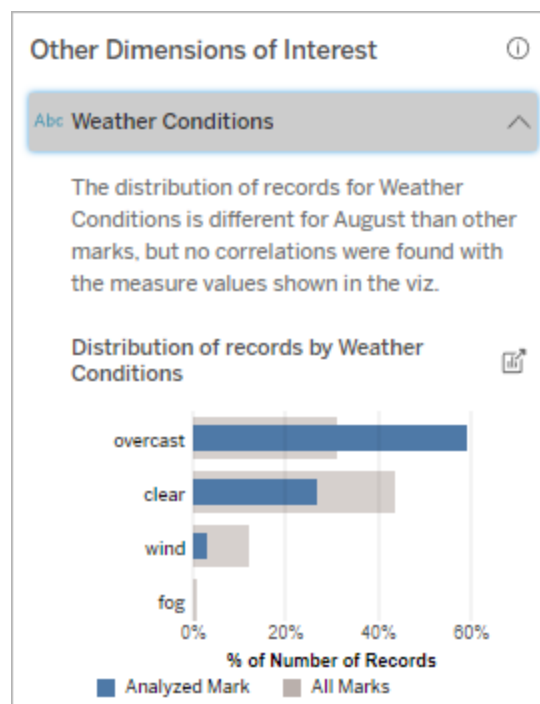 Other Dimensions of Interest
Abc Weather Conditions
The distribution of records for Weather
Conditions is different for August than other
marks, but no correlations were found with
the measure values shown in the viz.
Distribution of records by Weather
Conditions
overcast
clear
wind
fog
0% 20% 40% 60%
% of Number of Records
Analyzed Mark All Marks